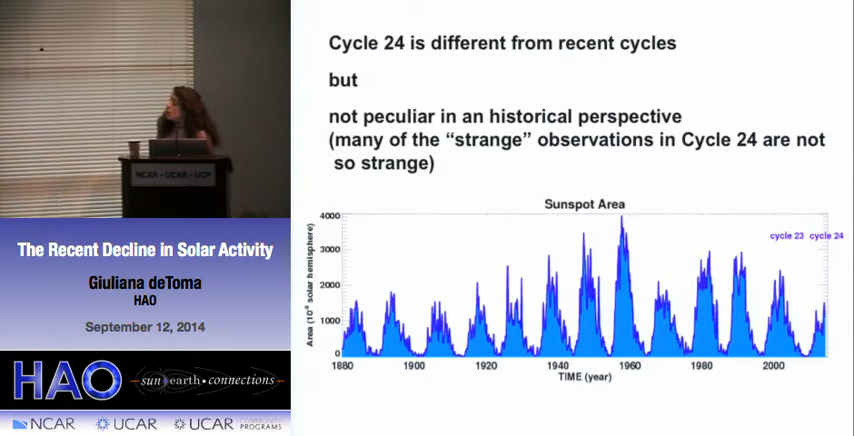 Cycle 24 is different from recent cycles
but
not peculiar in an historical perspective
(many of the “strange” observations in Cycle 24 are not
so strange)
Sunspot Area
4000
3000
2000
1000
0
Area (10⁻⁶ solar hemisphere)
cycle 23 cycle 24
1880 1900 1920 1940 1960 1980 2000
TIME (year)
NCAR • UCAR • UCP
The Recent Decline in Solar Activity
Giuliana deToma
HAO
September 12, 2014
HAO
sun earth • connections
NCAR UCAR UCAR COMMUNITY
PROGRAMS